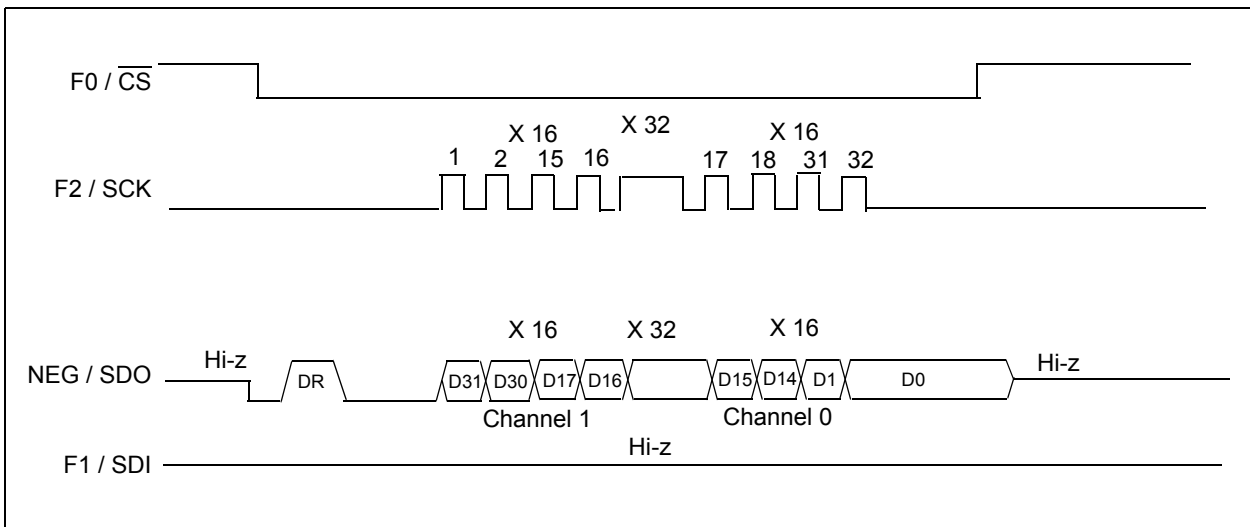 F0 / CS
X 16 X 32 X 16
1 2 15 16 17 18 31 32
F2 / SCK
X 16 X 32 X 16
Hi-z Hi-z
NEG / SDO DR D31 D30 D17 D16 D15 D14 D1 D0
Channel 1 Channel 0
Hi-z
F1 / SDI